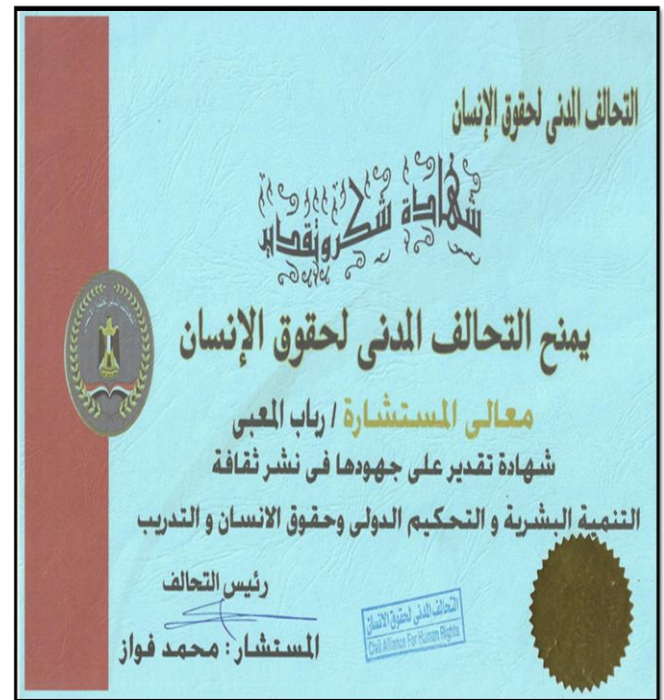 التحالف المدنى لحقوق الإنسان
شهادة شكر وتقدير
يمنح التحالف المدنى لحقوق الإنسان
معالى المستشارة / رباب المعبى
شهادة تقدير على جهودها فى نشر ثقافة
التنمية البشرية و التحكيم الدولى وحقوق الانسان و التدريب
رئيس التحالف
المستشار : محمد فواز
التحالف المدنى لحقوق الانسان
Civil Alliance For Human Rights